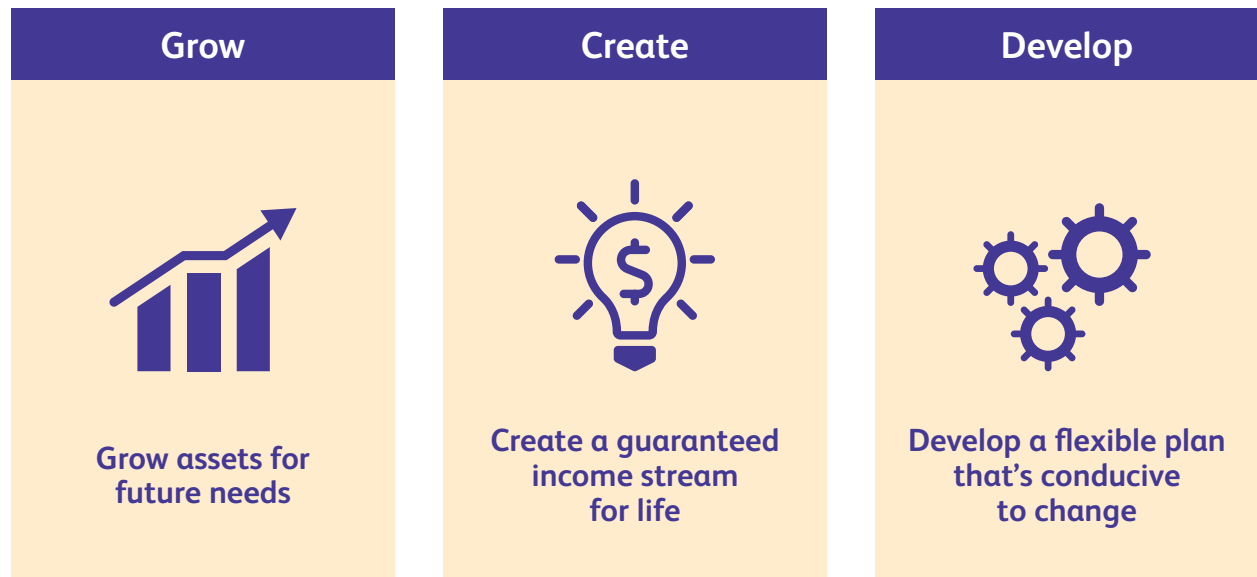 Grow
Grow assets for
future needs
Create
$
Create a guaranteed
income stream
for life
Develop
Develop a flexible plan
that’s conducive
to change